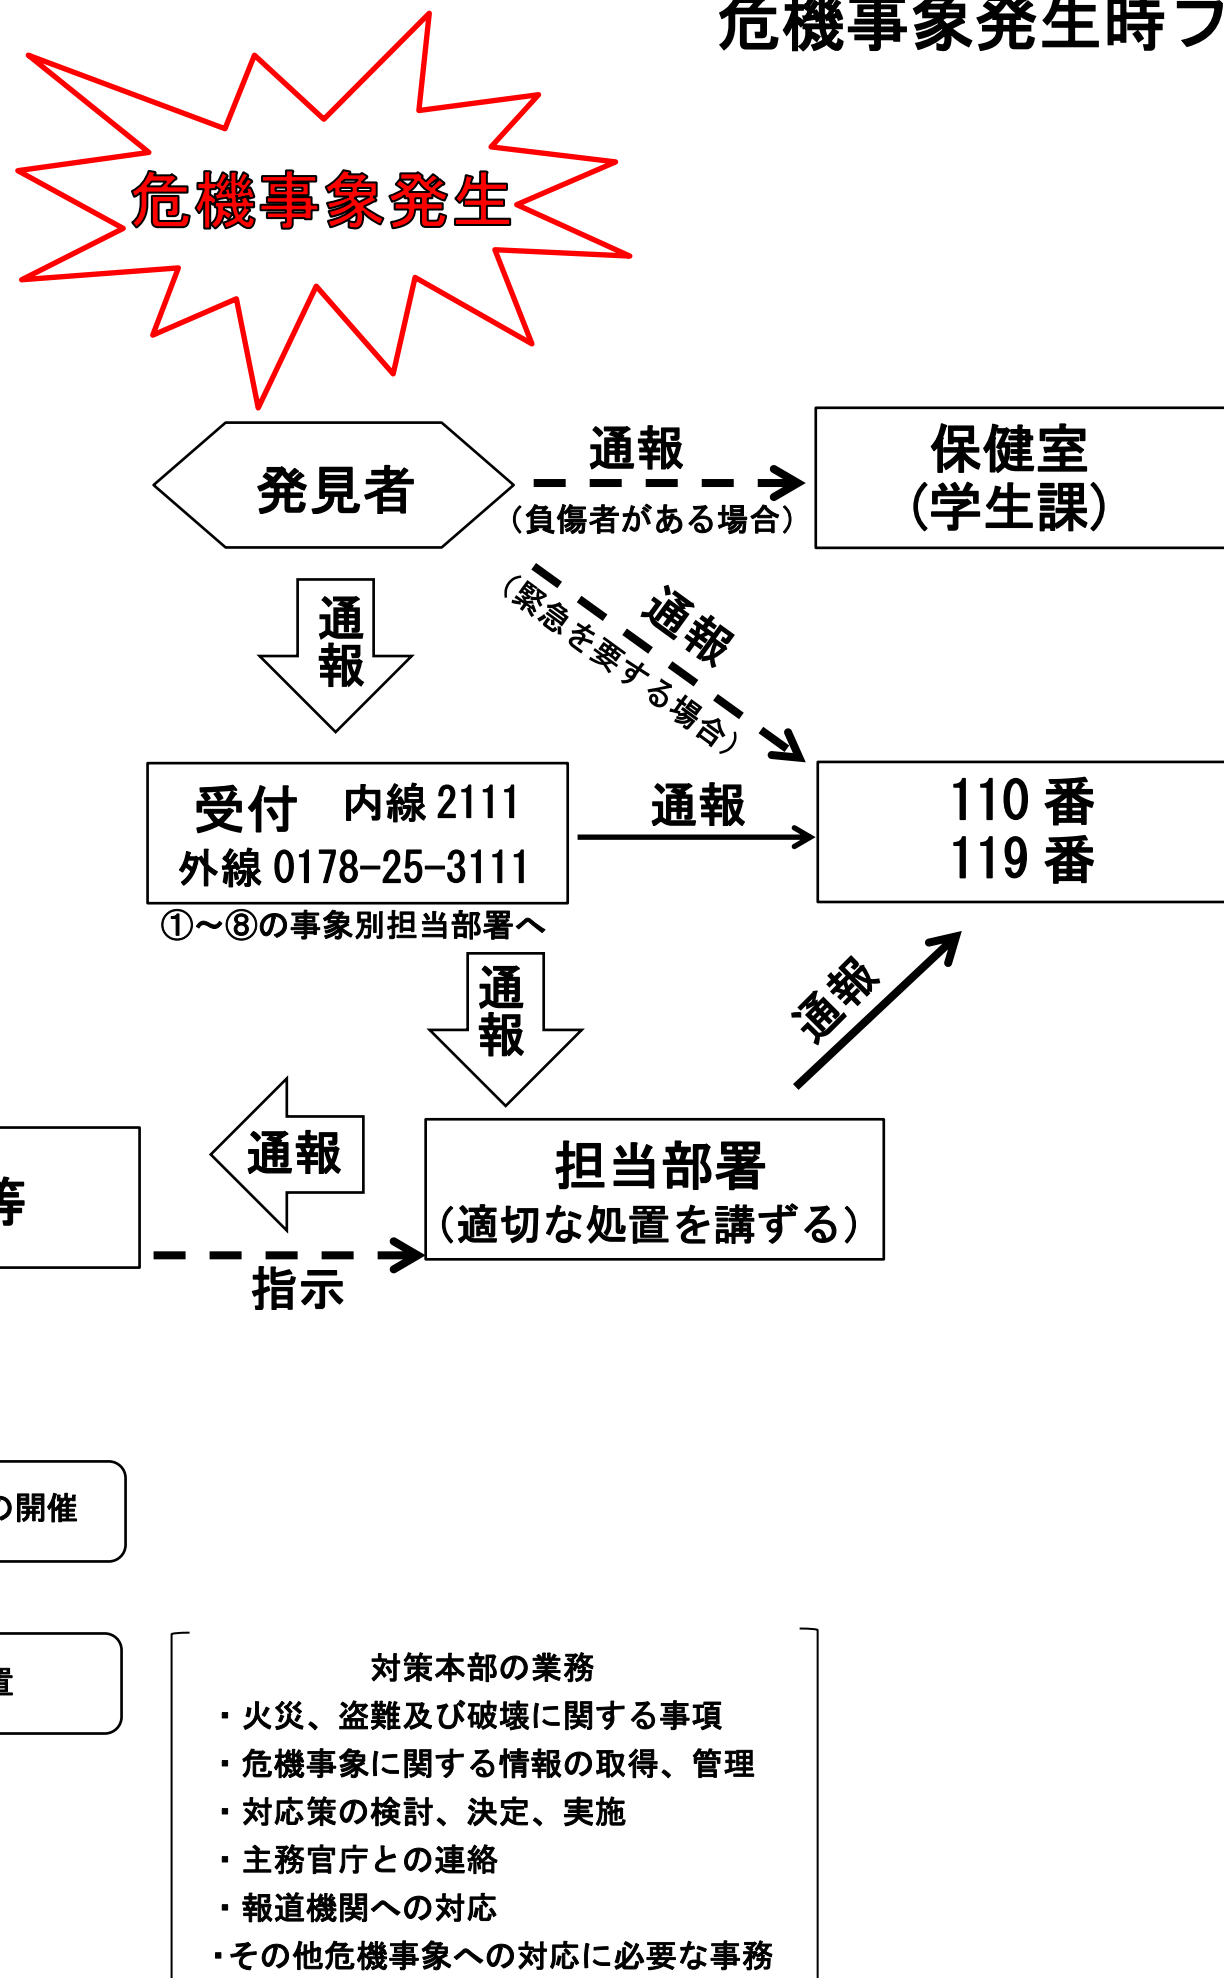 危機事象発生時フ
危機事象発生
発見者
通報
(負傷者がある場合)
保健室
(学生課)
通報
(緊急を要する場合)
通報
受付 内線 2111
外線 0178-25-3111
①～⑧の事象別担当部署へ
通報
110 番
119 番
通報
通報
等
通報
担当部署
(適切な処置を講ずる)
指示
の開催
置
対策本部の業務
・火災、盗難及び破壊に関する事項
・危機事象に関する情報の取得、管理
・対応策の検討、決定、実施
・主務官庁との連絡
・報道機関への対応
・その他危機事象への対応に必要な事務